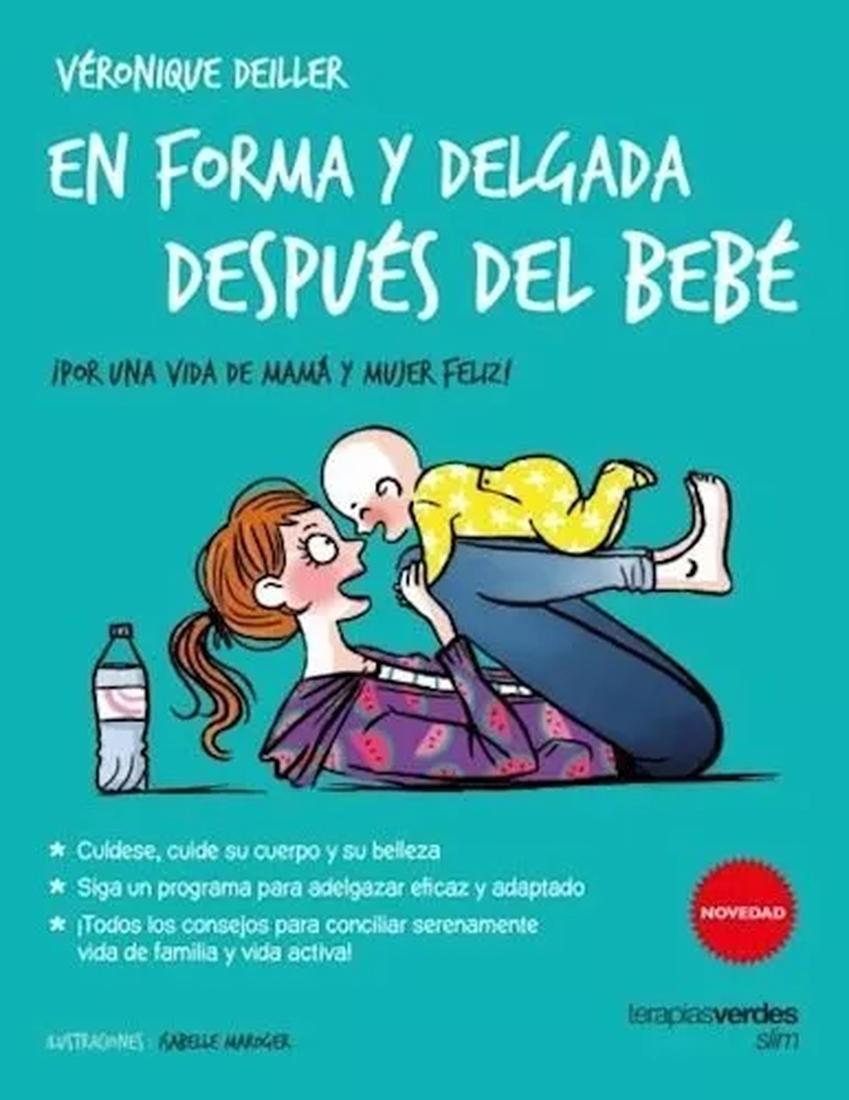 VÉRONIQUE DEILLER
EN FORMA Y DELGADA
DESPUÉS DEL BEBÉ
¡POR UNA VIDA DE MAMÁ Y MUJER FELIZ!
* Cuídese, cuide su cuerpo y su belleza
* Siga un programa para adelgazar eficaz y adaptado
* ¡Todos los consejos para conciliar serenamente
vida de familia y vida activa!
NOVEDAD
terapiasverdes
slim
ILUSTRACIONES: ISABELLE MAROGER